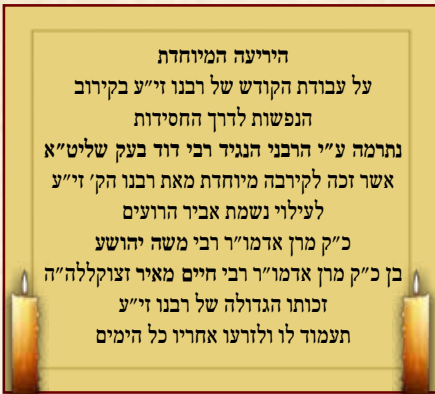 היריעה המיוחדת
על עבודת הקודש של רבנו זי״ע בקירוב
הנפשות לדרך החסידות
נתרמה ע״י הרבני הנגיד רבי דוד בעק שליט״א
אשר זכה לקירבה מיוחדת מאת רבנו הק׳ זי״ע
לעילוי נשמת אביר הרועים
כ״ק מרן אדמו״ר רבי משה יהושע
בן כ״ק מרן אדמו״ר רבי חיים מאיר זצוקללה״ה
זכותו הגדולה של רבנו זי״ע
תעמוד לו ולזרעו אחריו כל הימים